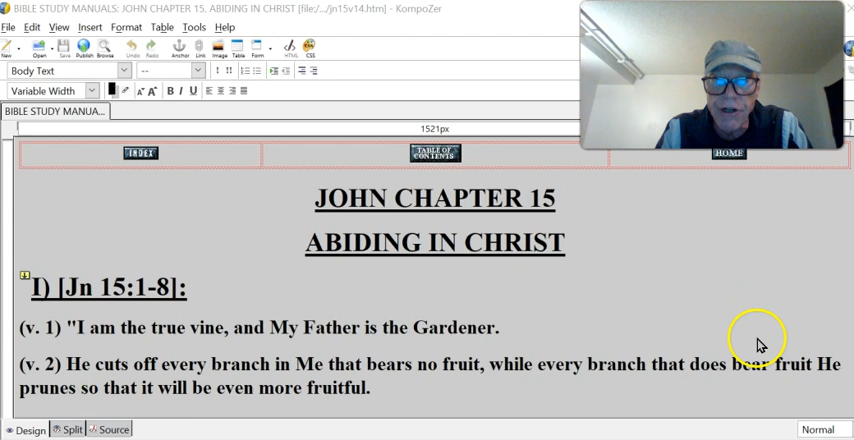 BIBLE STUDY MANUALS: JOHN CHAPTER 15. ABIDING IN CHRIST [file:/.../jn15v14.htm] - KompoZer
File Edit View Insert Format Table Tools Help
New Open Save Publish Browse Undo Redo Anchor Link Image Table Form HTML CSS
Body Text --
Variable Width A A B I U
BIBLE STUDY MANUA...
1521px
INDEX TABLE OF CONTENTS HOME
JOHN CHAPTER 15
ABIDING IN CHRIST
I) [Jn 15:1-8]:
(v. 1) "I am the true vine, and My Father is the Gardener.
(v. 2) He cuts off every branch in Me that bears no fruit, while every branch that does bear fruit He
prunes so that it will be even more fruitful.
Design Split Source Normal